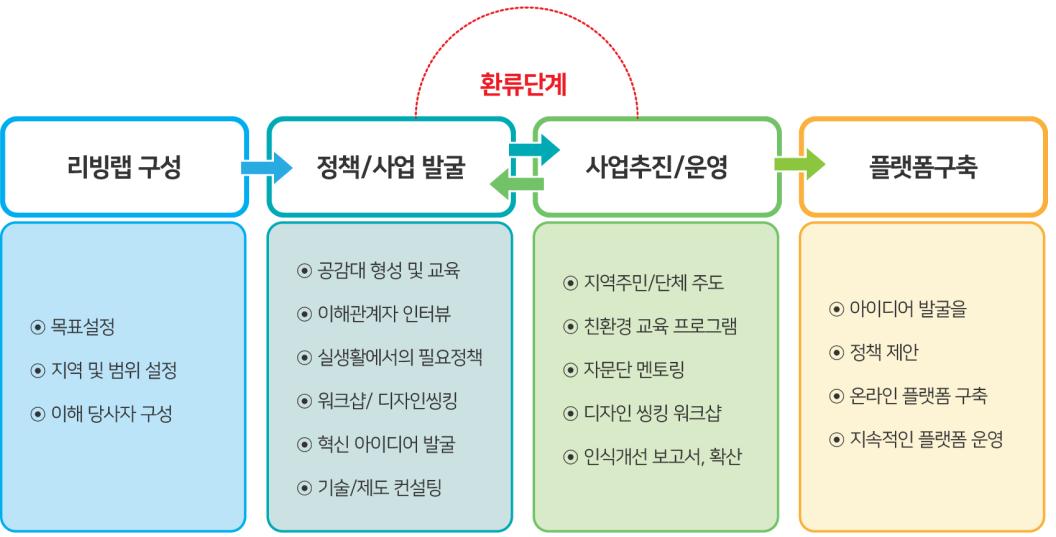 환류단계
리빙랩 구성
정책/사업 발굴
사업추진/운영
플랫폼구축
목표설정
지역 및 범위 설정
이해 당사자 구성
공감대 형성 및 교육
이해관계자 인터뷰
실생활에서의 필요정책
워크샵/ 디자인씽킹
혁신 아이디어 발굴
기술/제도 컨설팅
지역주민/단체 주도
친환경 교육 프로그램
자문단 멘토링
디자인 씽킹 워크샵
인식개선 보고서, 확산
아이디어 발굴을
정책 제안
온라인 플랫폼 구축
지속적인 플랫폼 운영